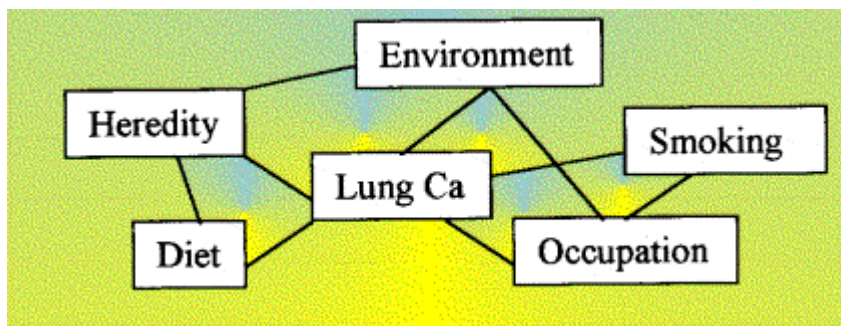 Environment
Heredity
Smoking
Lung Ca
Diet
Occupation